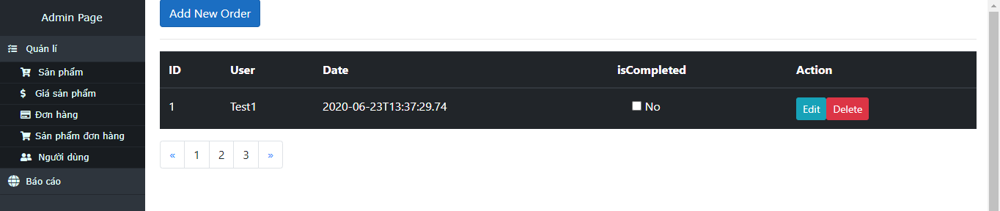 Admin Page
Quản lí
Sản phẩm
Giá sản phẩm
Đơn hàng
Sản phẩm đơn hàng
Người dùng
Báo cáo
Add New Order
ID User Date isCompleted Action
1 Test1 2020-06-23T13:37:29.74 No Edit Delete
« 1 2 3 »